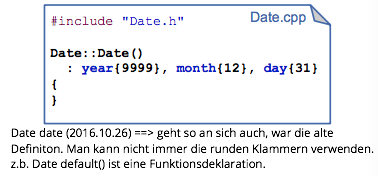 Date.cpp
#include "Date.h"
Date::Date()
: year{9999}, month{12}, day{31}
{
}
Date date (2016.10.26) ==> geht so an sich auch, war die alte
Definiton. Man kann nicht immer die runden Klammern verwenden.
z.b. Date default() ist eine Funktionsdeklaration.